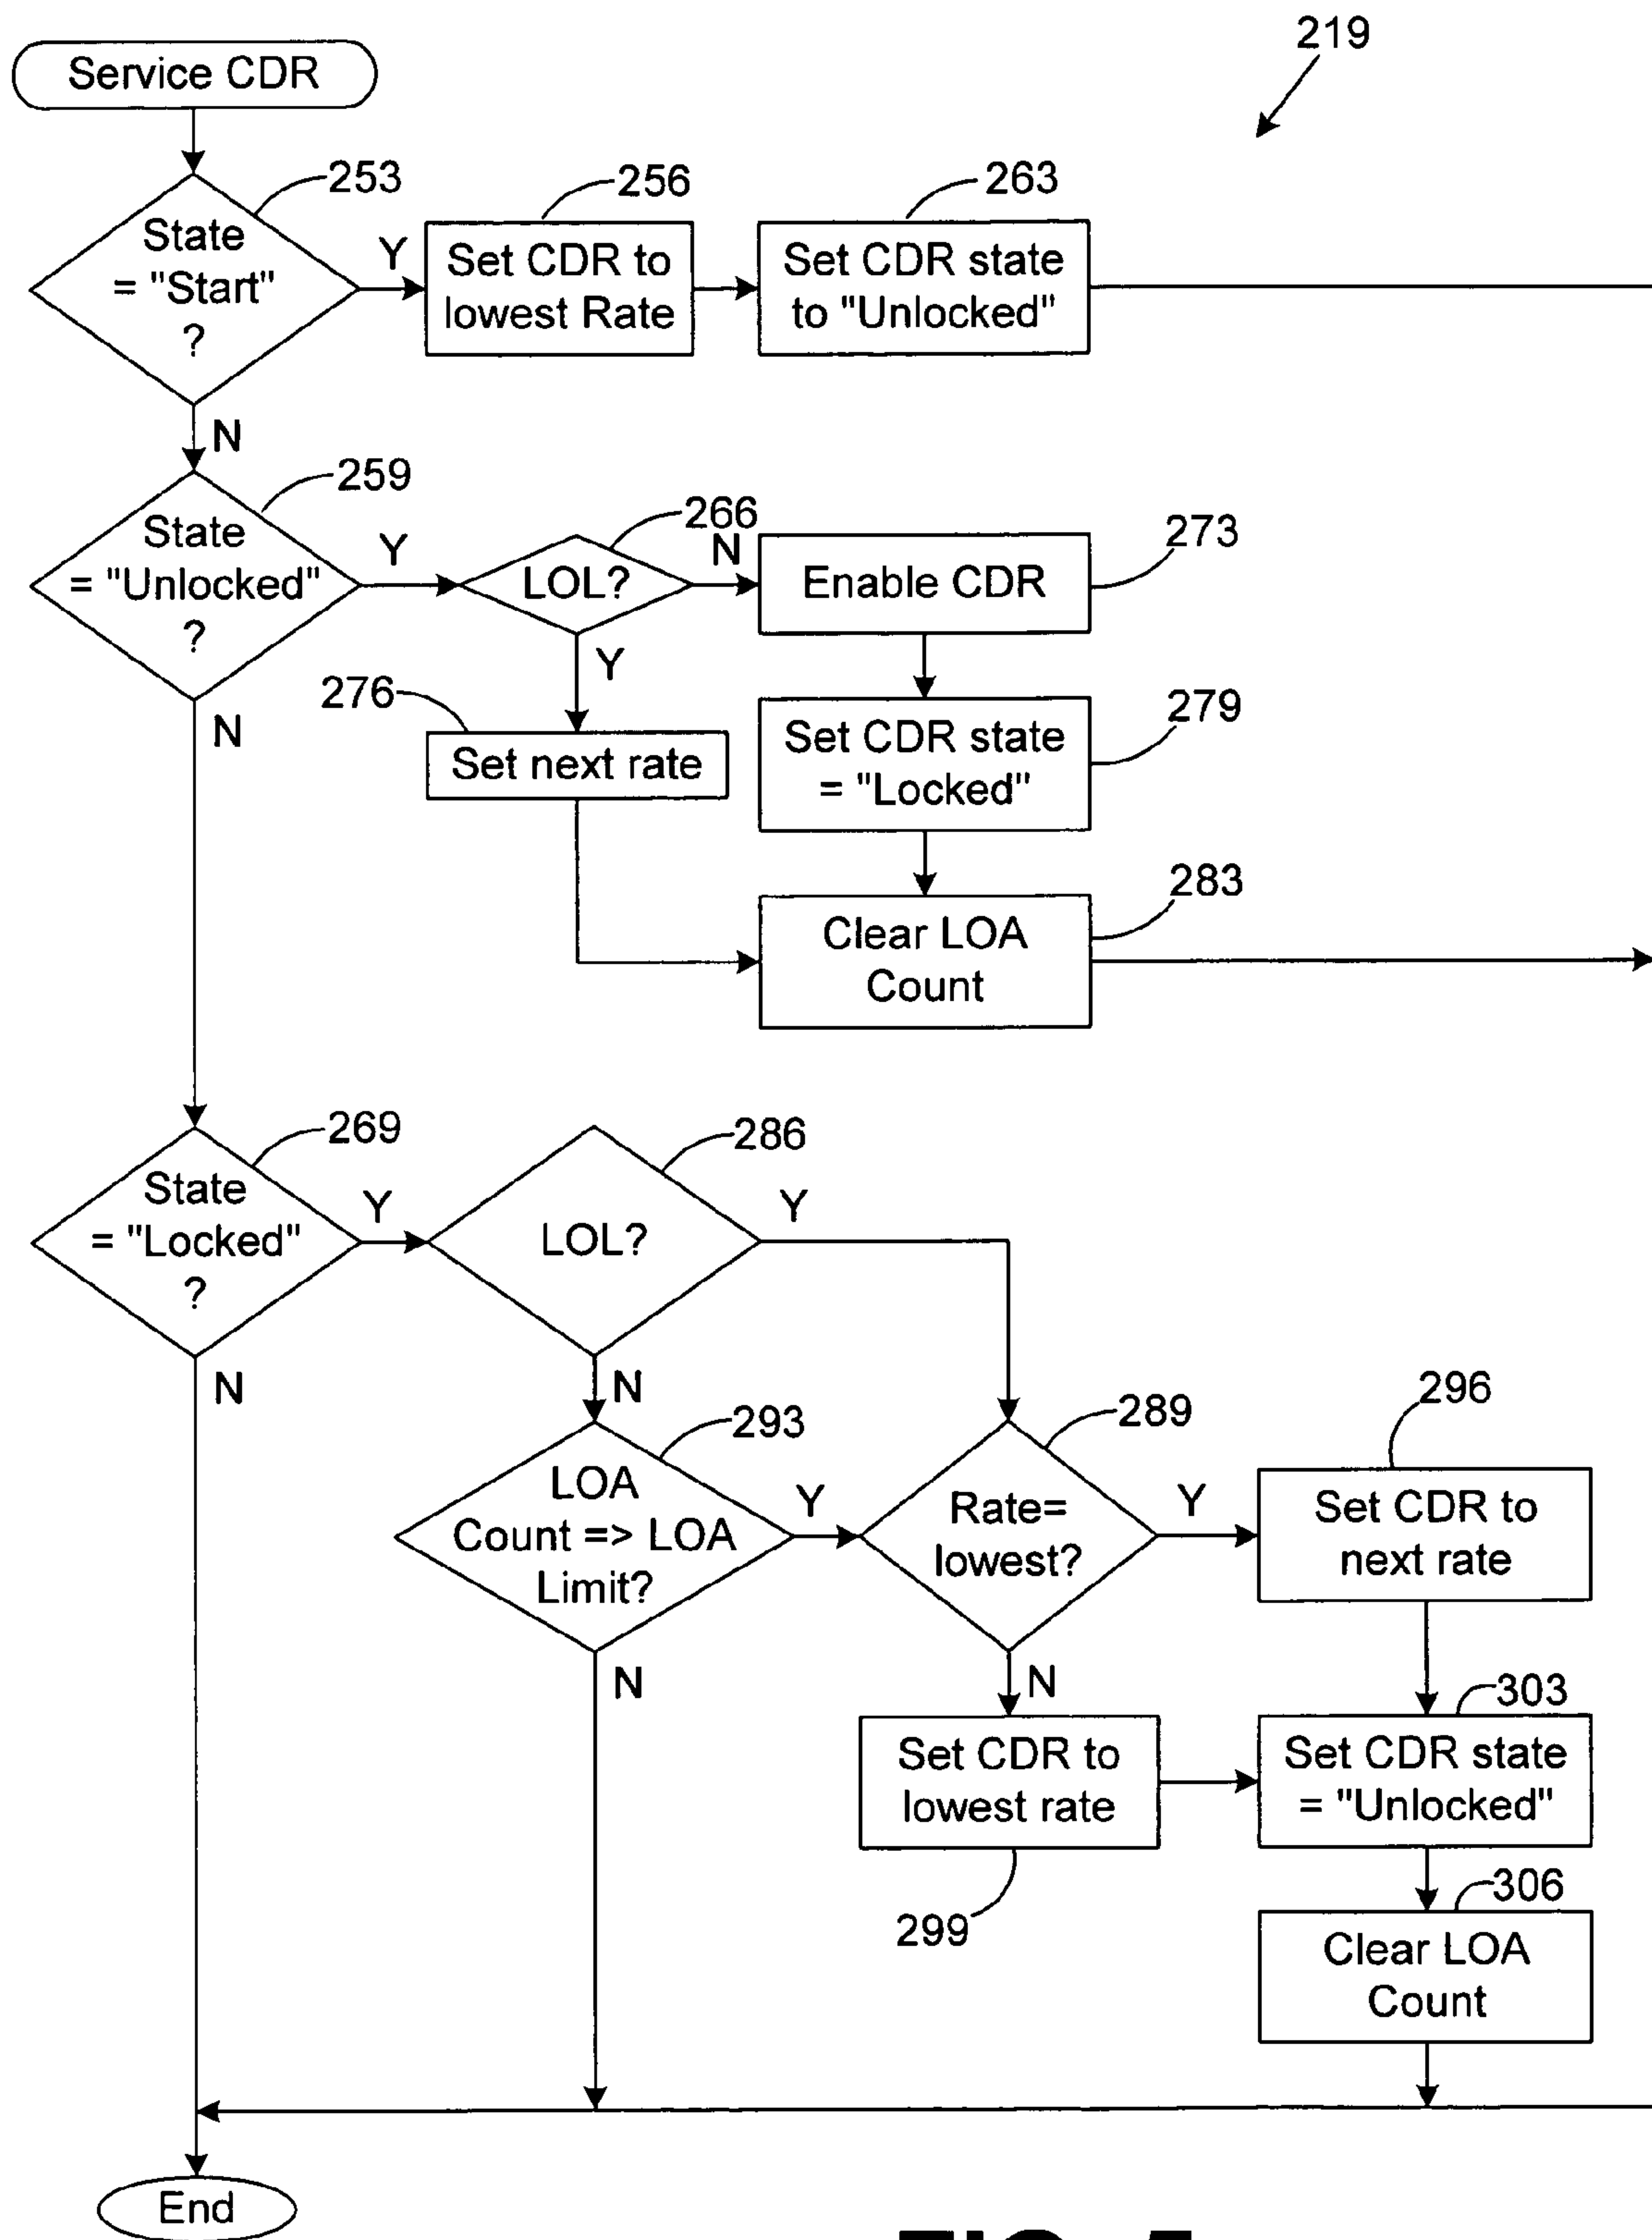 219
Service CDR
253
State
= "Start"
?
Y
256
Set CDR to
lowest Rate
263
Set CDR state
to "Unlocked"
N
259
State
= "Unlocked"
?
Y
266
LOL?
N
273
Enable CDR
Y
276
Set next rate
279
Set CDR state
= "Locked"
N
283
Clear LOA
Count
269
State
= "Locked"
?
Y
286
LOL?
Y
N
N
293
LOA
Count => LOA
Limit?
Y
289
Rate=
lowest?
Y
296
Set CDR to
next rate
N
N
Set CDR to
lowest rate
299
303
Set CDR state
= "Unlocked"
306
Clear LOA
Count
End